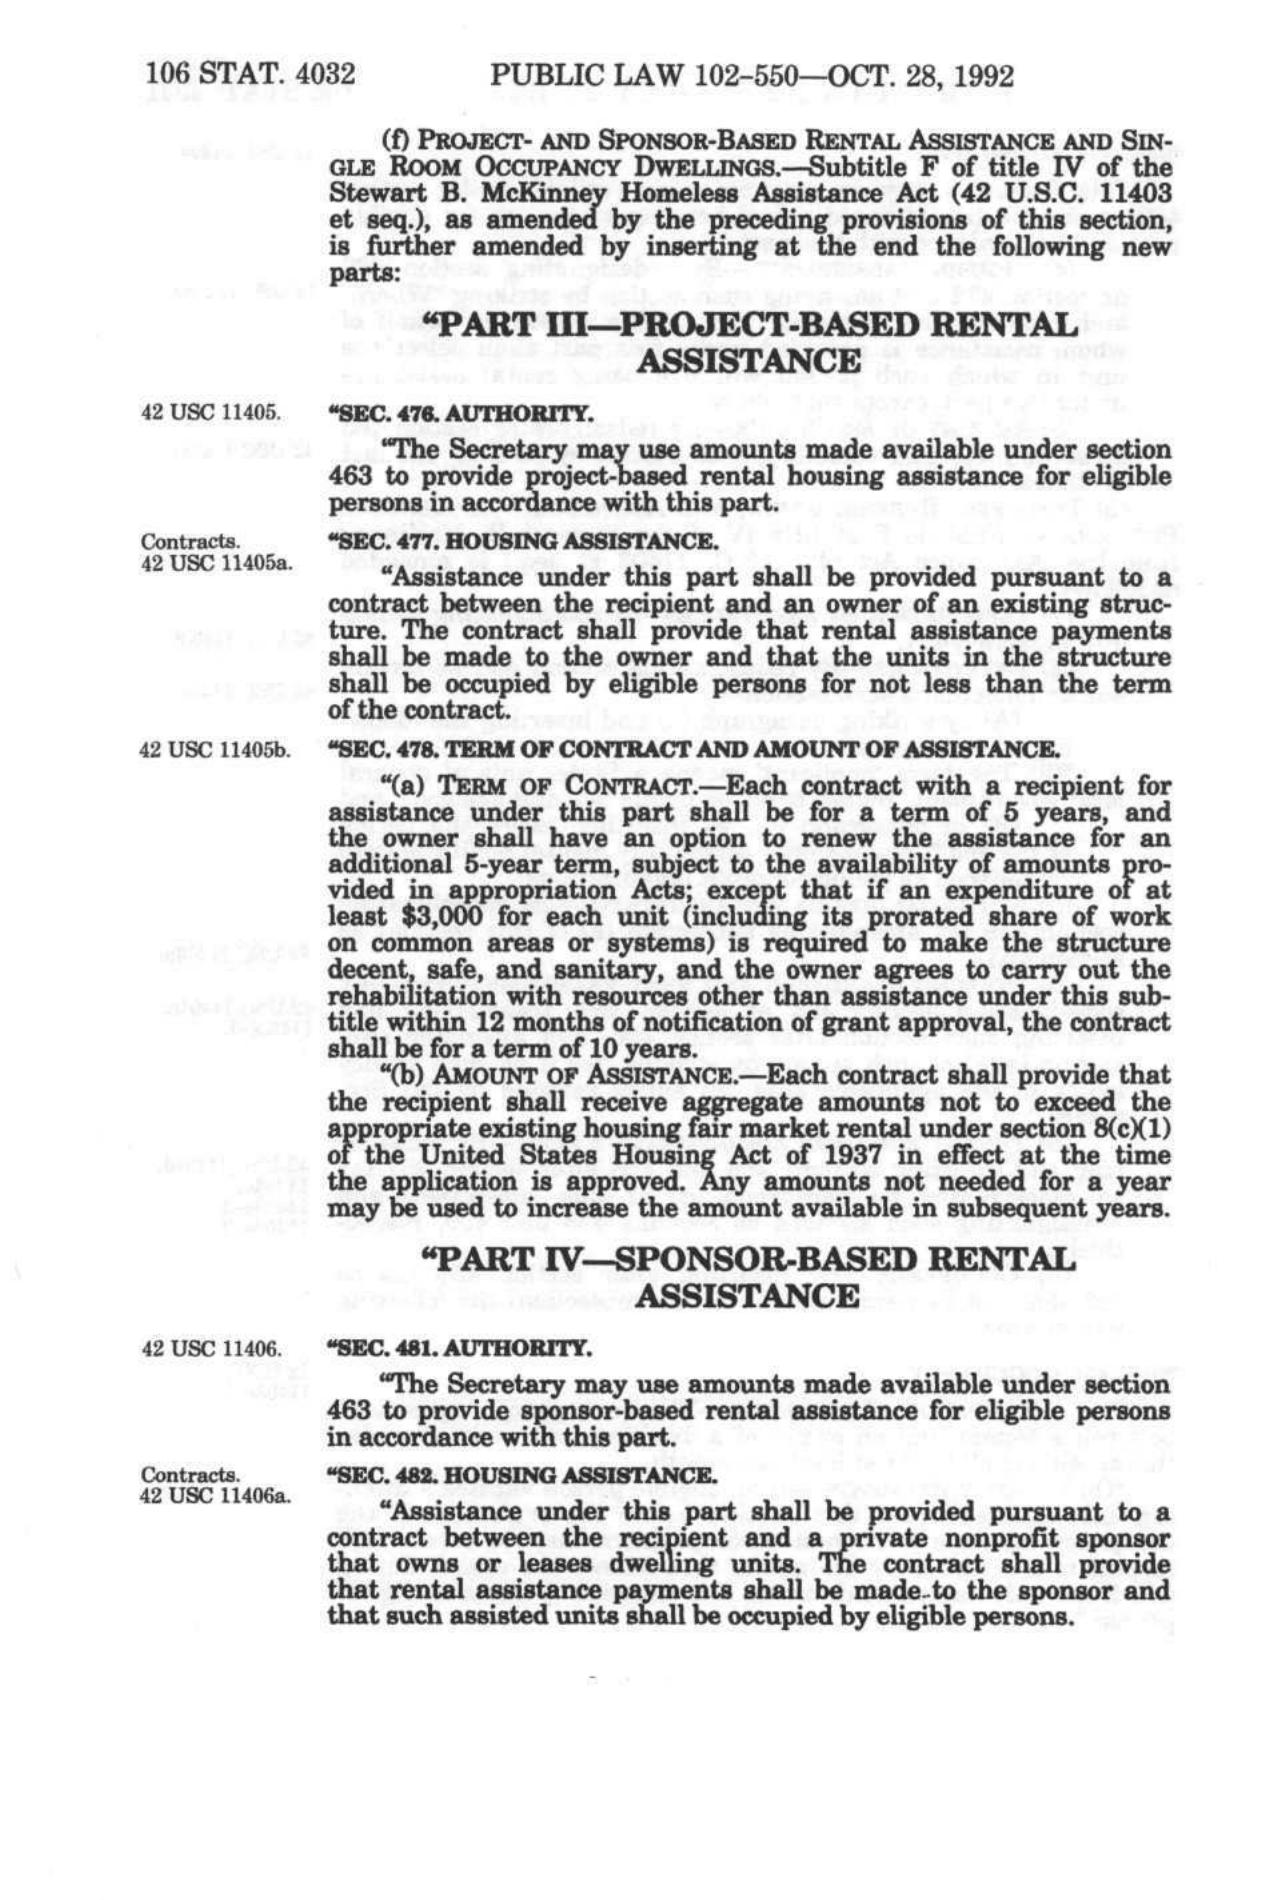 106 STAT. 4032
PUBLIC LAW 102–550—OCT. 28, 1992
(f) PROJECT- AND SPONSOR-BASED RENTAL ASSISTANCE AND SIN-
GLE ROOM OCCUPANCY DWELLINGS.—Subtitle F of title IV of the
Stewart B. McKinney Homeless Assistance Act (42 U.S.C. 11403
et seq.), as amended by the preceding provisions of this section,
is further amended by inserting at the end the following new
parts:
“PART III—PROJECT-BASED RENTAL
ASSISTANCE
42 USC 11405.
“SEC. 476. AUTHORITY.
“The Secretary may use amounts made available under section
463 to provide project-based rental housing assistance for eligible
persons in accordance with this part.
Contracts.
42 USC 11405a.
“SEC. 477. HOUSING ASSISTANCE.
“Assistance under this part shall be provided pursuant to a
contract between the recipient and an owner of an existing struc-
ture. The contract shall provide that rental assistance payments
shall be made to the owner and that the units in the structure
shall be occupied by eligible persons for not less than the term
of the contract.
42 USC 11405b.
“SEC. 478. TERM OF CONTRACT AND AMOUNT OF ASSISTANCE.
“(a) TERM OF CONTRACT.—Each contract with a recipient for
assistance under this part shall be for a term of 5 years, and
the owner shall have an option to renew the assistance for an
additional 5-year term, subject to the availability of amounts pro-
vided in appropriation Acts; except that if an expenditure of at
least $3,000 for each unit (including its prorated share of work
on common areas or systems) is required to make the structure
decent, safe, and sanitary, and the owner agrees to carry out the
rehabilitation with resources other than assistance under this sub-
title within 12 months of notification of grant approval, the contract
shall be for a term of 10 years.
“(b) AMOUNT OF ASSISTANCE.—Each contract shall provide that
the recipient shall receive aggregate amounts not to exceed the
appropriate existing housing fair market rental under section 8(c)(1)
of the United States Housing Act of 1937 in effect at the time
the application is approved. Any amounts not needed for a year
may be used to increase the amount available in subsequent years.
“PART IV—SPONSOR-BASED RENTAL
ASSISTANCE
42 USC 11406.
“SEC. 481. AUTHORITY.
“The Secretary may use amounts made available under section
463 to provide sponsor-based rental assistance for eligible persons
in accordance with this part.
Contracts.
42 USC 11406a.
“SEC. 482. HOUSING ASSISTANCE.
“Assistance under this part shall be provided pursuant to a
contract between the recipient and a private nonprofit sponsor
that owns or leases dwelling units. The contract shall provide
that rental assistance payments shall be made to the sponsor and
that such assisted units shall be occupied by eligible persons.